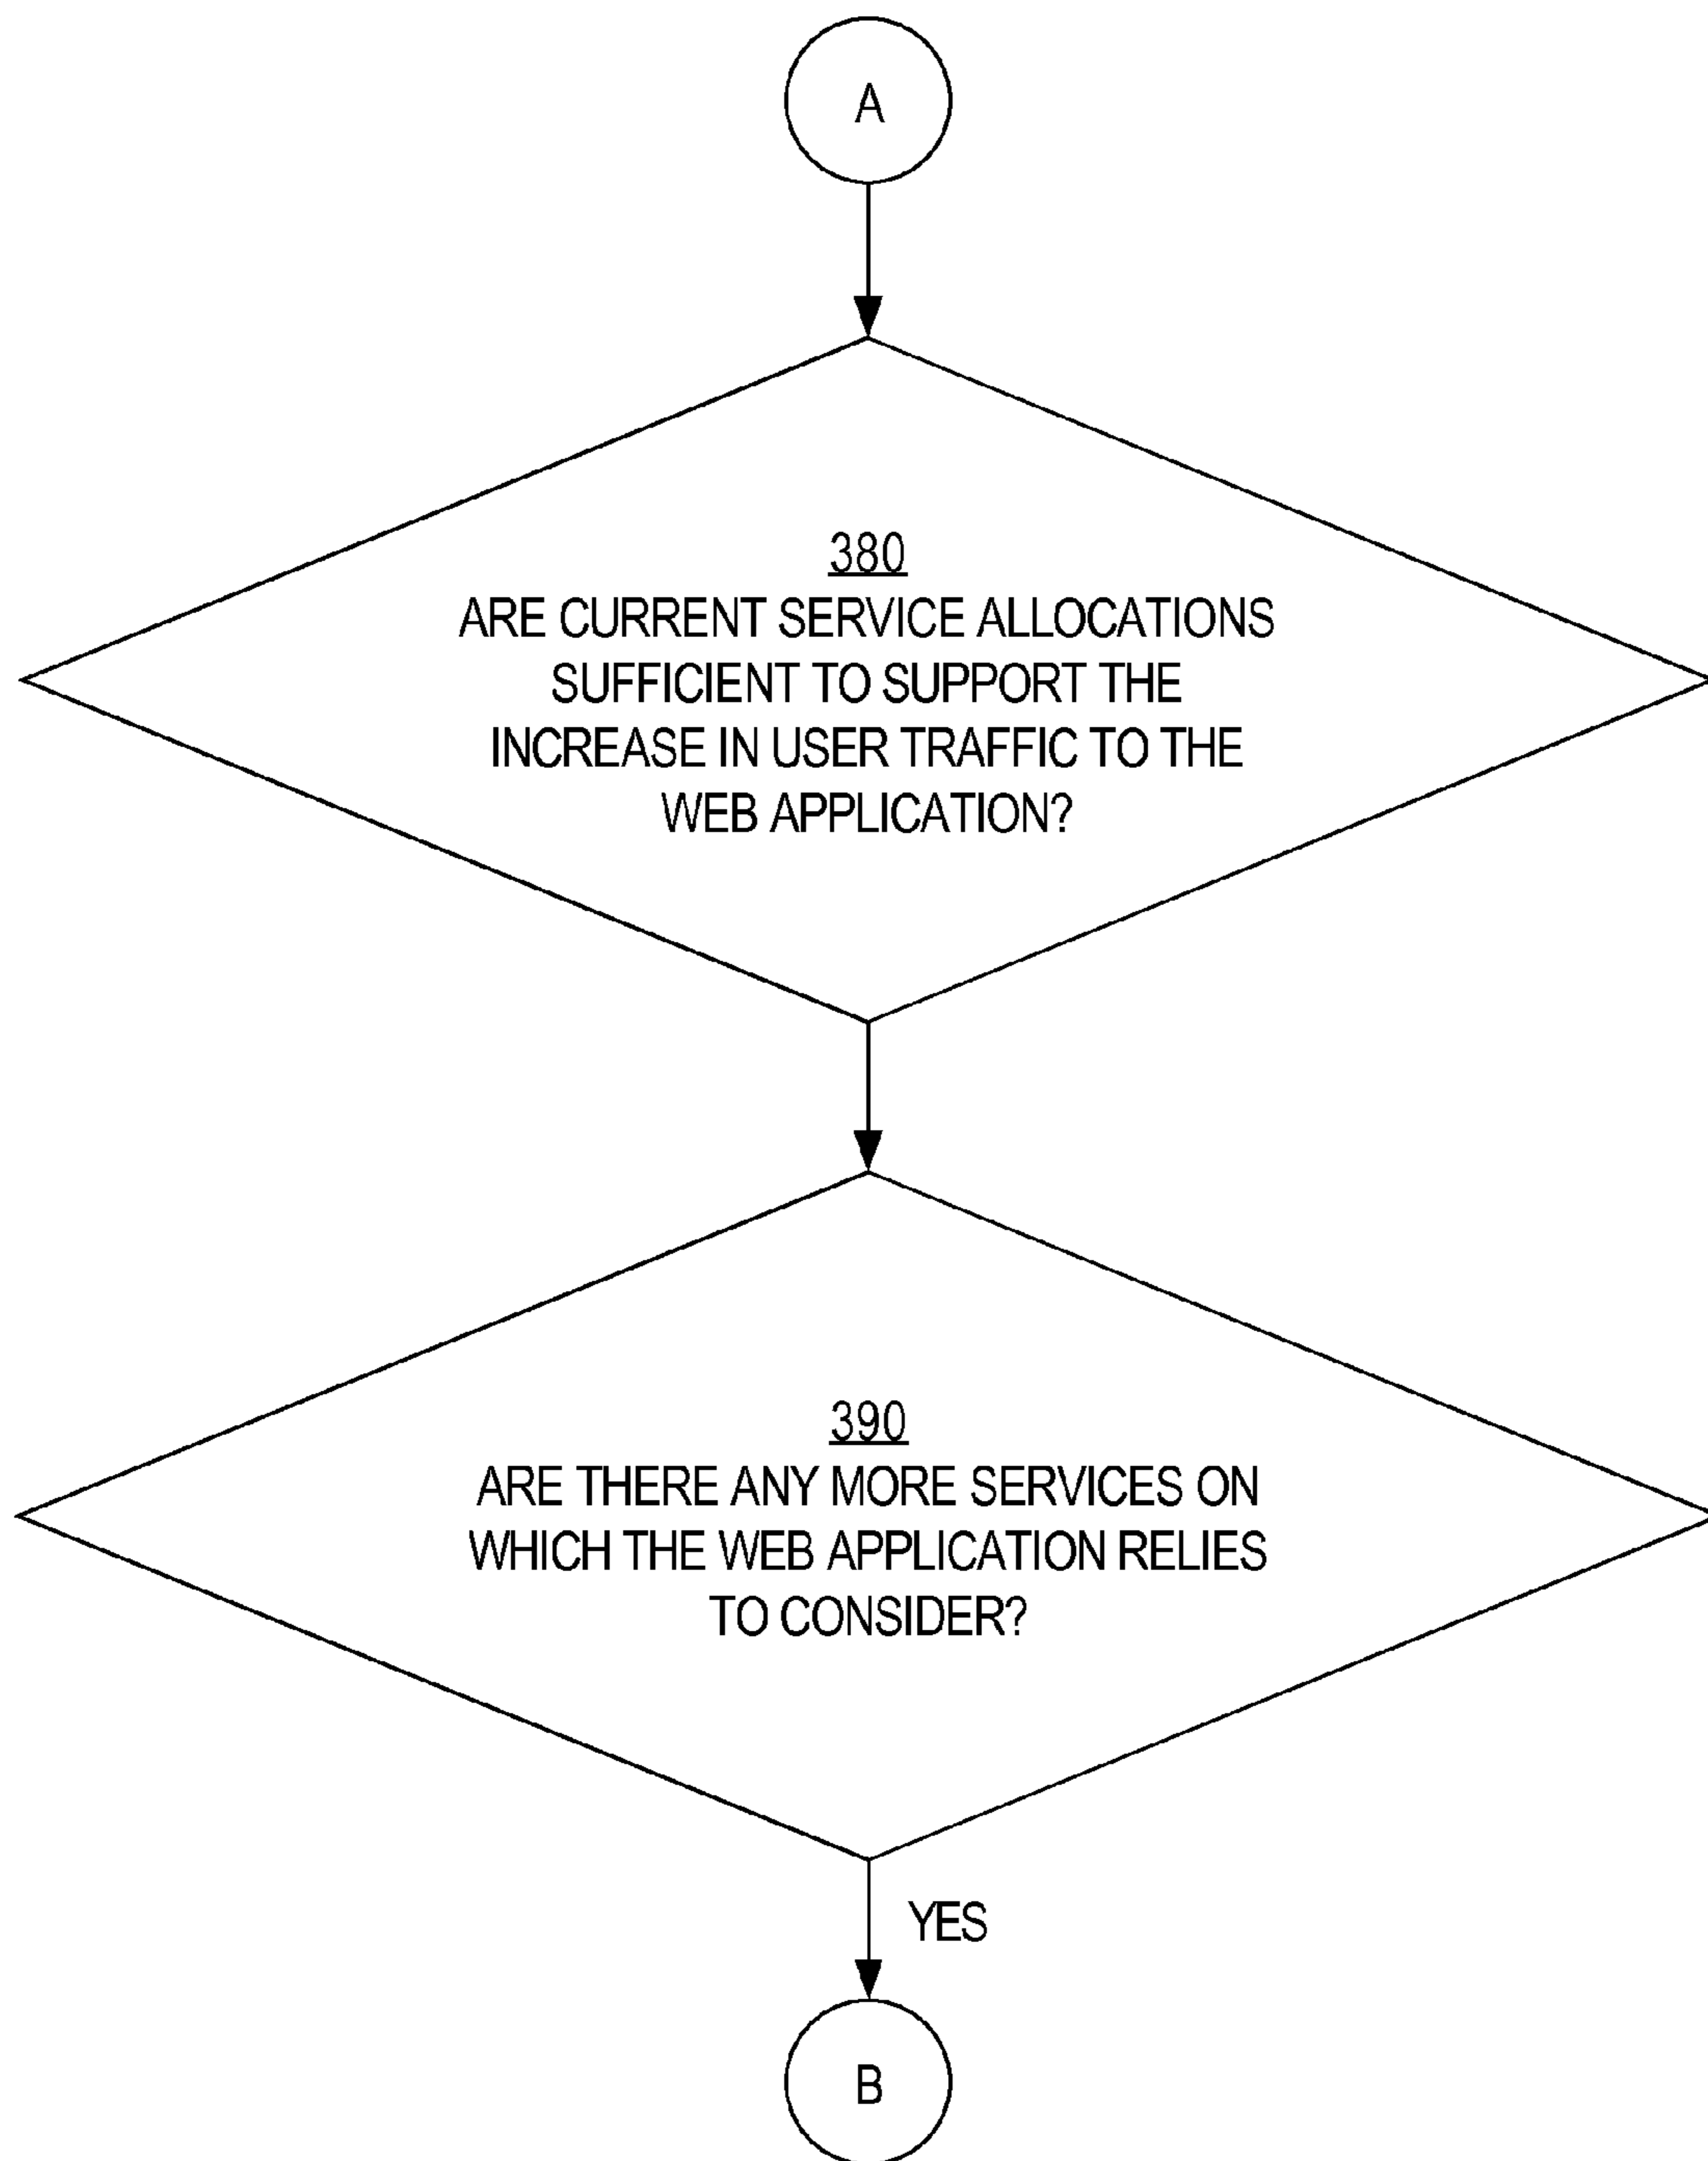 A
380
ARE CURRENT SERVICE ALLOCATIONS
SUFFICIENT TO SUPPORT THE
INCREASE IN USER TRAFFIC TO THE
WEB APPLICATION?
390
ARE THERE ANY MORE SERVICES ON
WHICH THE WEB APPLICATION RELIES
TO CONSIDER?
YES
B